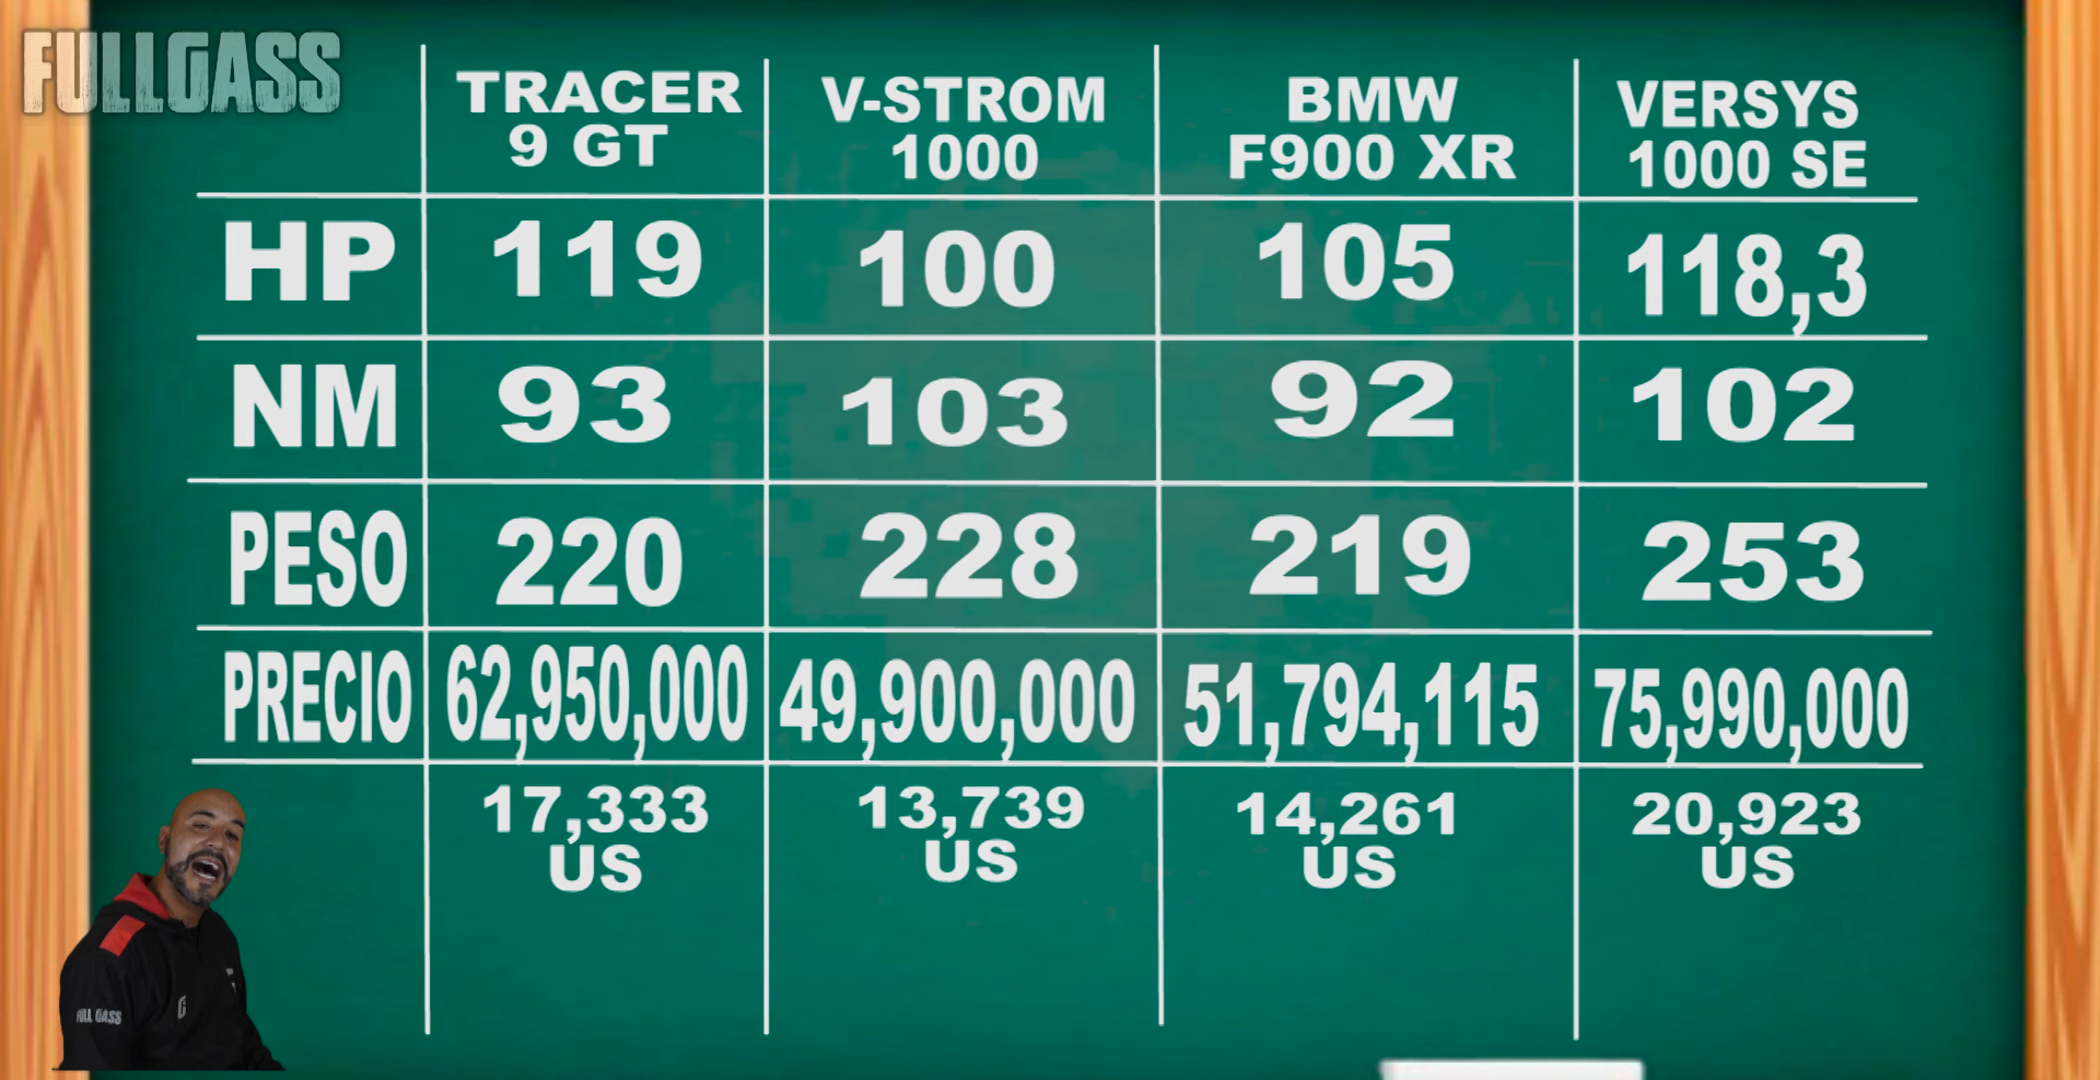 FULLGASS
TRACER
9 GT
V-STROM
1000
BMW
F900 XR
VERSYS
1000 SE
HP
119
100
105
118,3
NM
93
103
92
102
PESO
220
228
219
253
PRECIO
62,950,000
49,900,000
51,794,115
75,990,000
17,333
US
13,739
US
14,261
US
20,923
US
FULL GASS